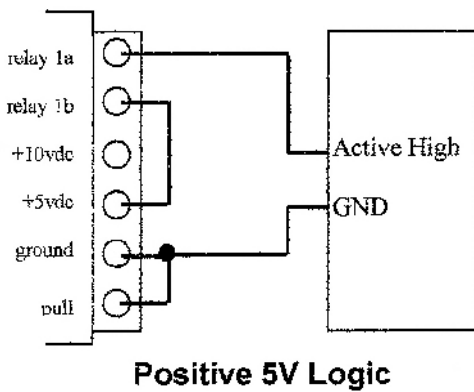 relay 1a
relay 1b
+10vdc
+5vdc
ground
pull
Active High
GND
Positive 5V Logic